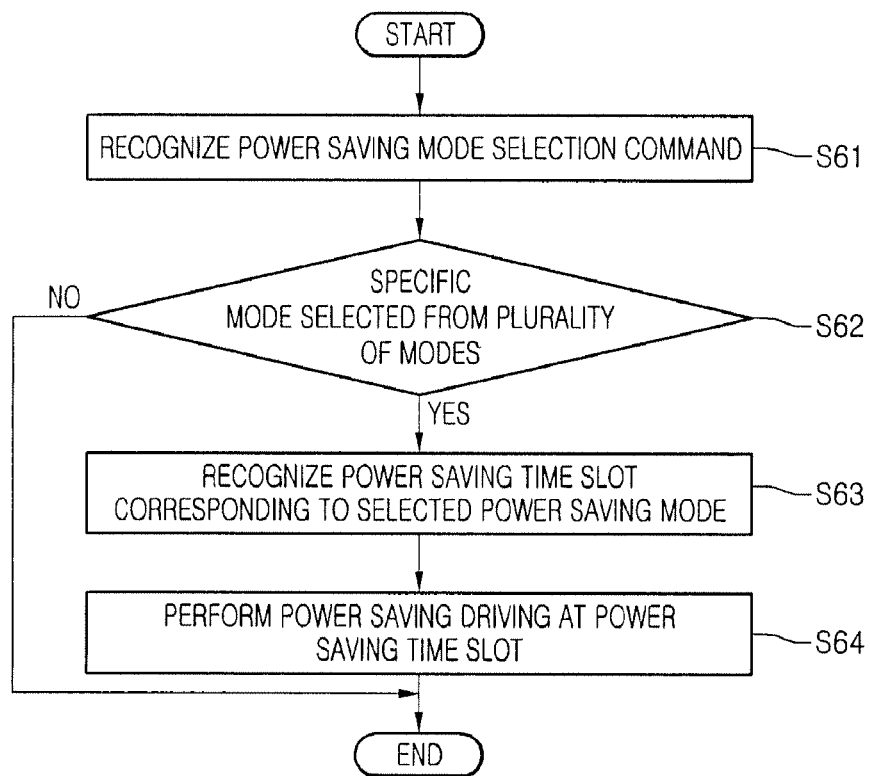 START
RECOGNIZE POWER SAVING MODE SELECTION COMMAND
S61
SPECIFIC
MODE SELECTED FROM PLURALITY
OF MODES
S62
NO
YES
RECOGNIZE POWER SAVING TIME SLOT
CORRESPONDING TO SELECTED POWER SAVING MODE
S63
PERFORM POWER SAVING DRIVING AT POWER
SAVING TIME SLOT
S64
END